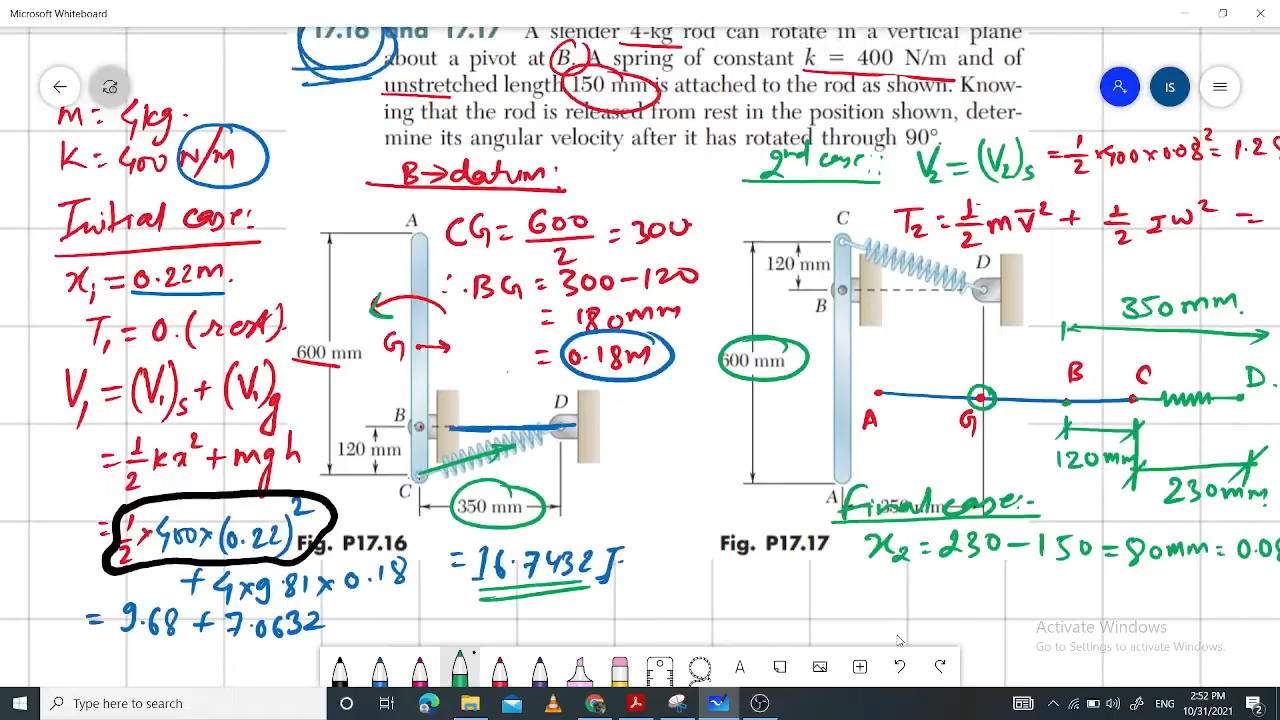 Microsoft Whiteboard
17.16 and 17.17 A slender 4-kg rod can rotate in a vertical plane
about a pivot at B. A spring of constant k = 400 N/m and of
unstretched length 150 mm is attached to the rod as shown. Know-
ing that the rod is released from rest in the position shown, deter-
mine its angular velocity after it has rotated through 90°.
IS
m = 4kg.
K = 400 N/m
Initial case:
x₁ = 0.22m.
T₁ = 0. (rest).
V₁ = (V₁)s + (V₁)g
= 1/2 kx² + mgh
= 1/2 × 400 × (0.22)²
+ 4×9.81×0.18
= 9.68 + 7.0632
= 16.7432 J.
B → datum:
CG = 600/2 = 300
∴ BG = 300 - 120
= 180mm
= 0.18m
A
G
600 mm
B
D
120 mm
C
350 mm
Fig. P17.16
2nd case:
V₂ = (V₂)s = 1/2 × 400 × 0.08² = 1.28
T₂ = 1/2 m v̄² + 1/2 I ω² =
C
120 mm
D
B
600 mm
A
Fig. P17.17
350mm.
A
G
B
C
D.
120mm
230mm
Final case:
x₂ = 230 - 150 = 80mm = 0.08
Activate Windows
Go to Settings to activate Windows.
A
Type here to search
2:52 PM
10/31/2021
2